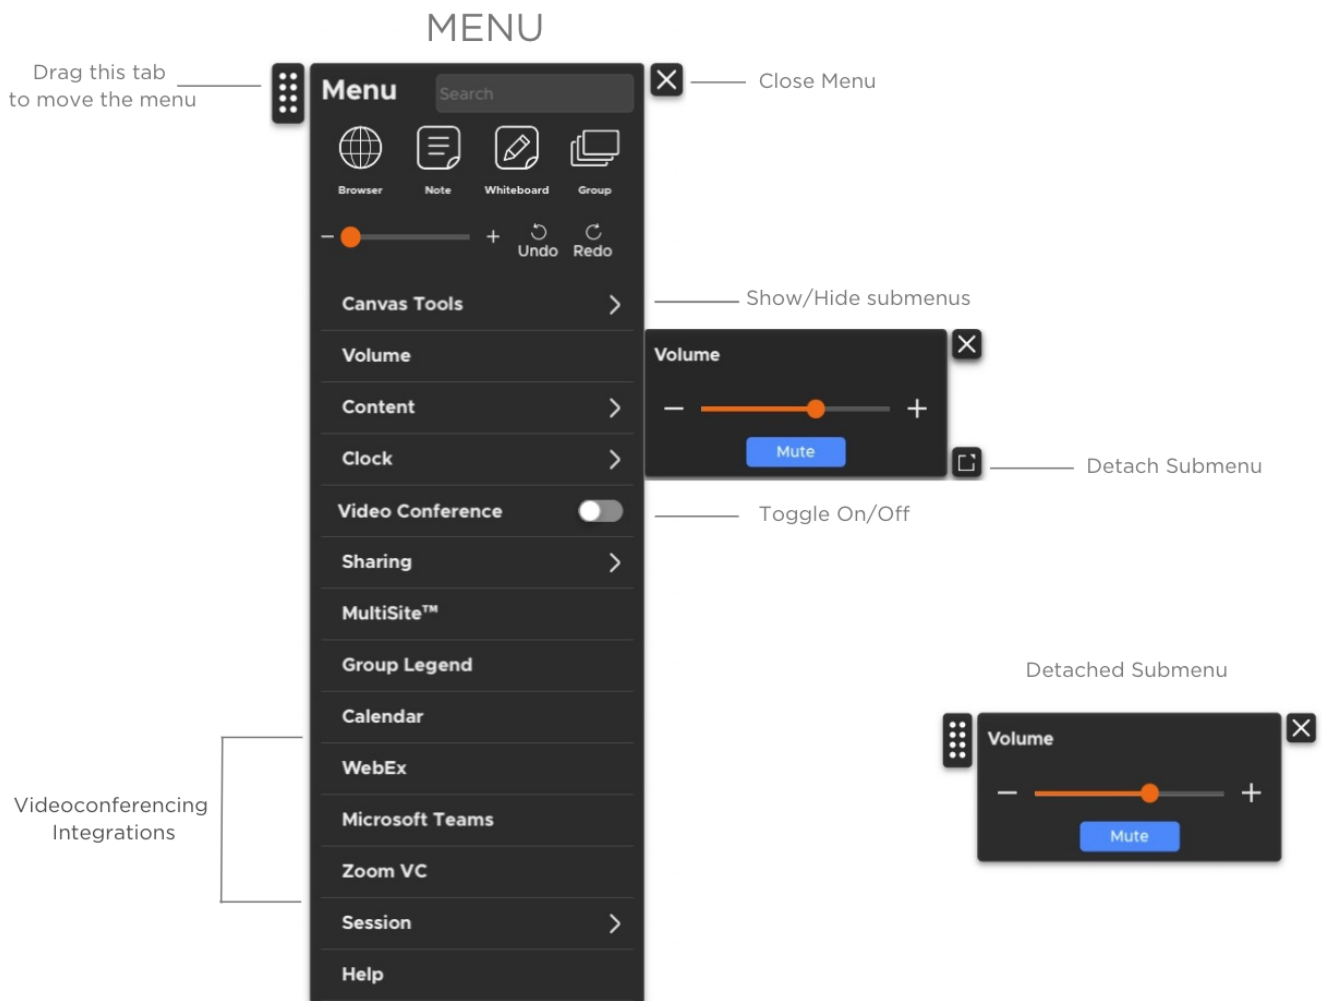 MENU
Drag this tab
to move the menu
Menu
Search
Close Menu
Browser
Note
Whiteboard
Group
Undo
Redo
Canvas Tools
Show/Hide submenus
Volume
Volume
Content
Mute
Clock
Detach Submenu
Video Conference
Toggle On/Off
Sharing
MultiSite™
Group Legend
Detached Submenu
Calendar
Volume
WebEx
Videoconferencing
Integrations
Microsoft Teams
Mute
Zoom VC
Session
Help